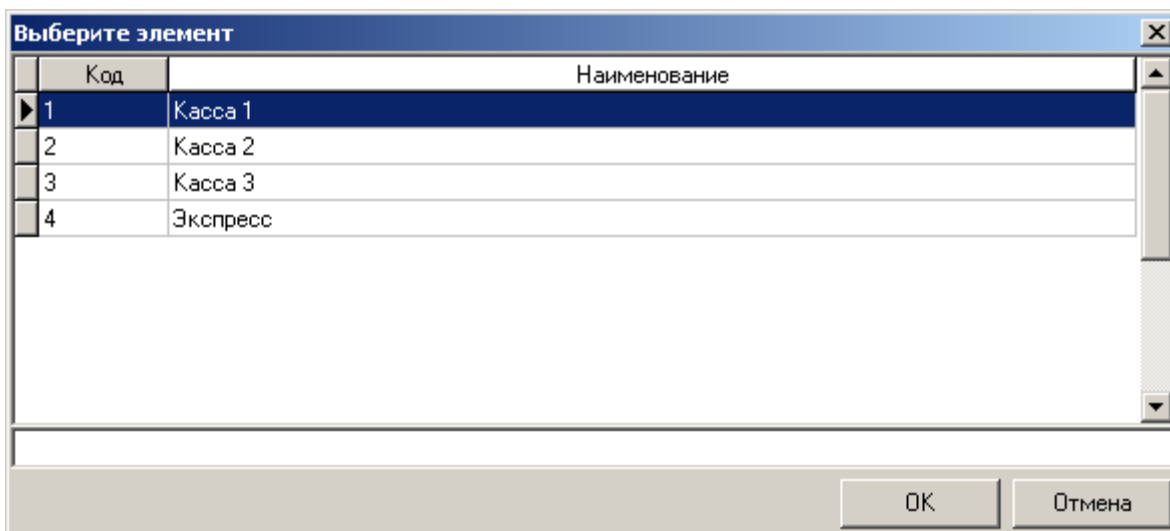 Выберите элемент
Код Наименование
1 Касса 1
2 Касса 2
3 Касса 3
4 Экспресс
OK Отмена